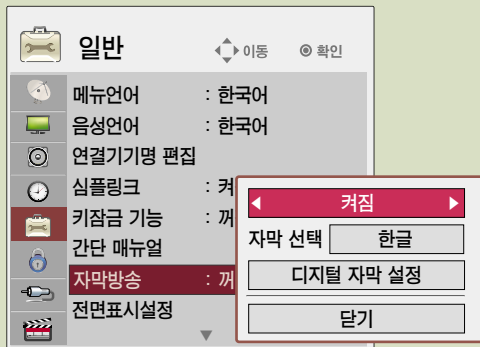 일반 이동 확인
메뉴언어 : 한국어
음성언어 : 한국어
연결기기명 편집
심플링크 : 켜
키잠금 기능 : 꺼
간단 매뉴얼
자막방송 : 꺼
전면표시설정
켜짐
자막 선택 한글
디지털 자막 설정
닫기